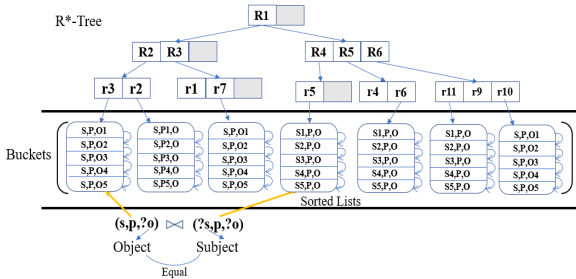 R*-Tree
R1
R2 R3
R4 R5 R6
r3 r2
r1 r7
r5
r4 r6
r11 r9 r10
Buckets
S,P,O1
S,P,O2
S,P,O3
S,P,O4
S,P,O5
S,P1,O
S,P2,O
S,P3,O
S,P4,O
S,P5,O
S,P,O1
S,P,O2
S,P,O3
S,P,O4
S,P,O5
S1,P,O
S2,P,O
S3,P,O
S4,P,O
S5,P,O
S1,P,O
S2,P,O
S3,P,O
S4,P,O
S5,P,O
S1,P,O
S2,P,O
S3,P,O
S4,P,O
S5,P,O
S,P,O1
S,P,O2
S,P,O3
S,P,O4
S,P,O5
Sorted Lists
(s,p,?o) ⋈ (?s,p,?o)
Object Subject
Equal